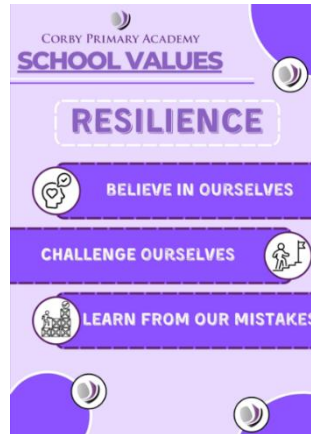 CORBY PRIMARY ACADEMY
SCHOOL VALUES
RESILIENCE
BELIEVE IN OURSELVES
CHALLENGE OURSELVES
LEARN FROM OUR MISTAKES